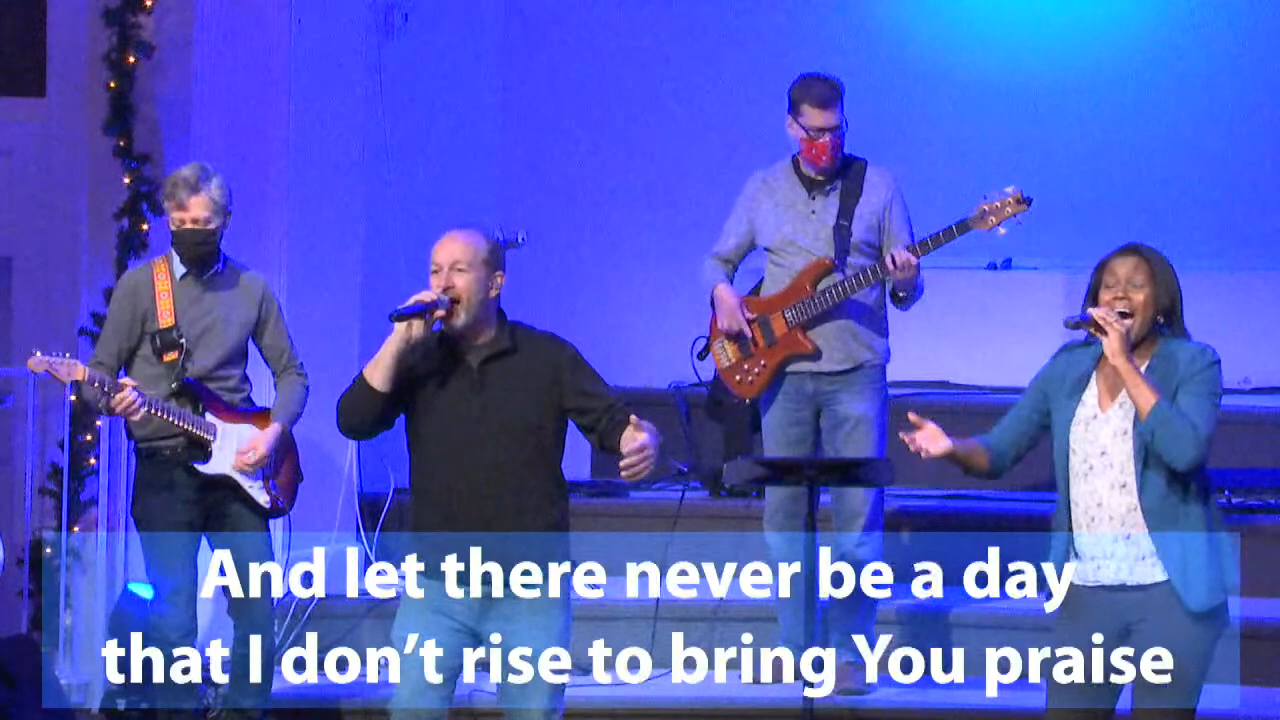 And let there never be a day
that I don’t rise to bring You praise